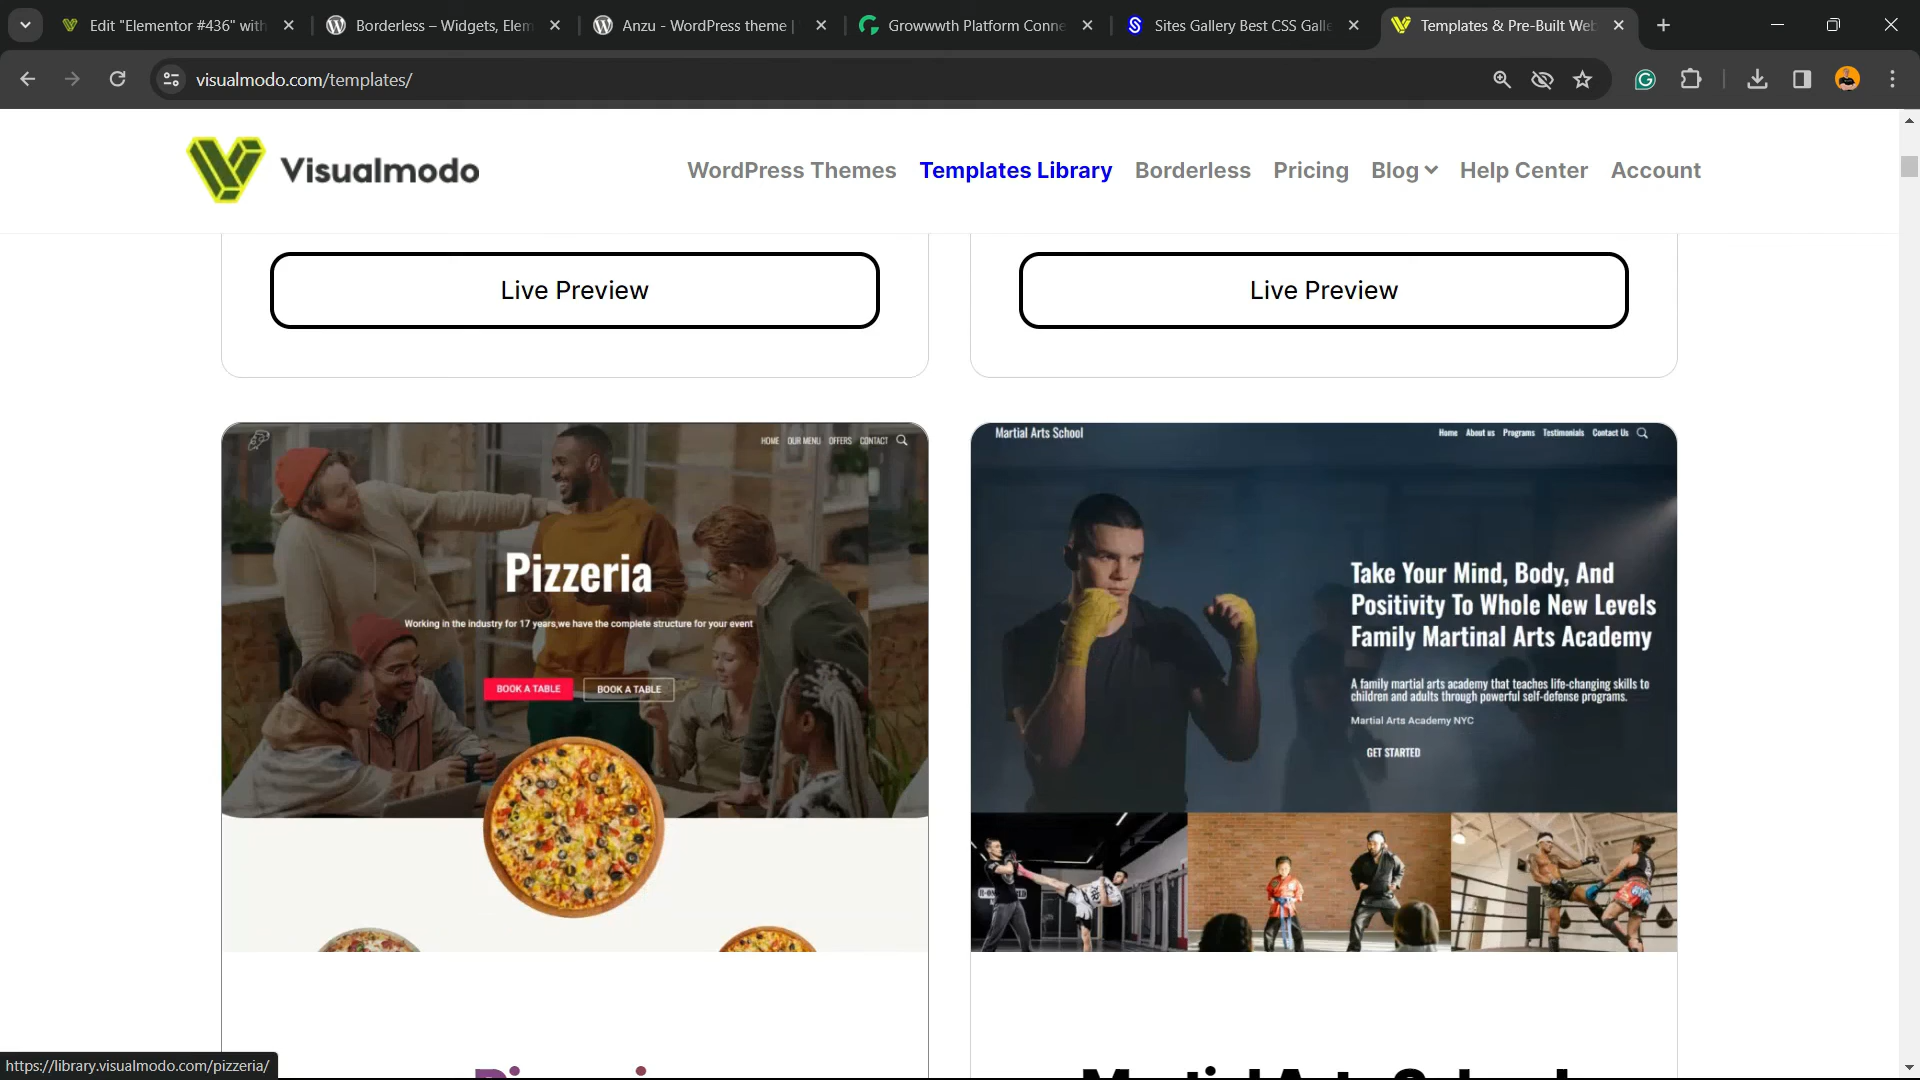 Edit "Elementor #436" with
Borderless – Widgets, Elem
Anzu - WordPress theme |
Growwwth Platform Conne
Sites Gallery Best CSS Galle
Templates & Pre-Built Web
visualmodo.com/templates/
Visualmodo
WordPress Themes
Templates Library
Borderless
Pricing
Blog
Help Center
Account
Live Preview
Live Preview
HOME OUR MENU OFFERS CONTACT
Pizzeria
Working in the industry for 17 years,we have the complete structure for your event
BOOK A TABLE
BOOK A TABLE
Martial Arts School
Home About us Programs Testimonials Contact Us
Take Your Mind, Body, And
Positivity To Whole New Levels
Family Martinal Arts Academy
A family martial arts academy that teaches life-changing skills to
children and adults through powerful self-defense programs.
Martial Arts Academy NYC
GET STARTED
Pizzeria
Martial Arts School
https://library.visualmodo.com/pizzeria/